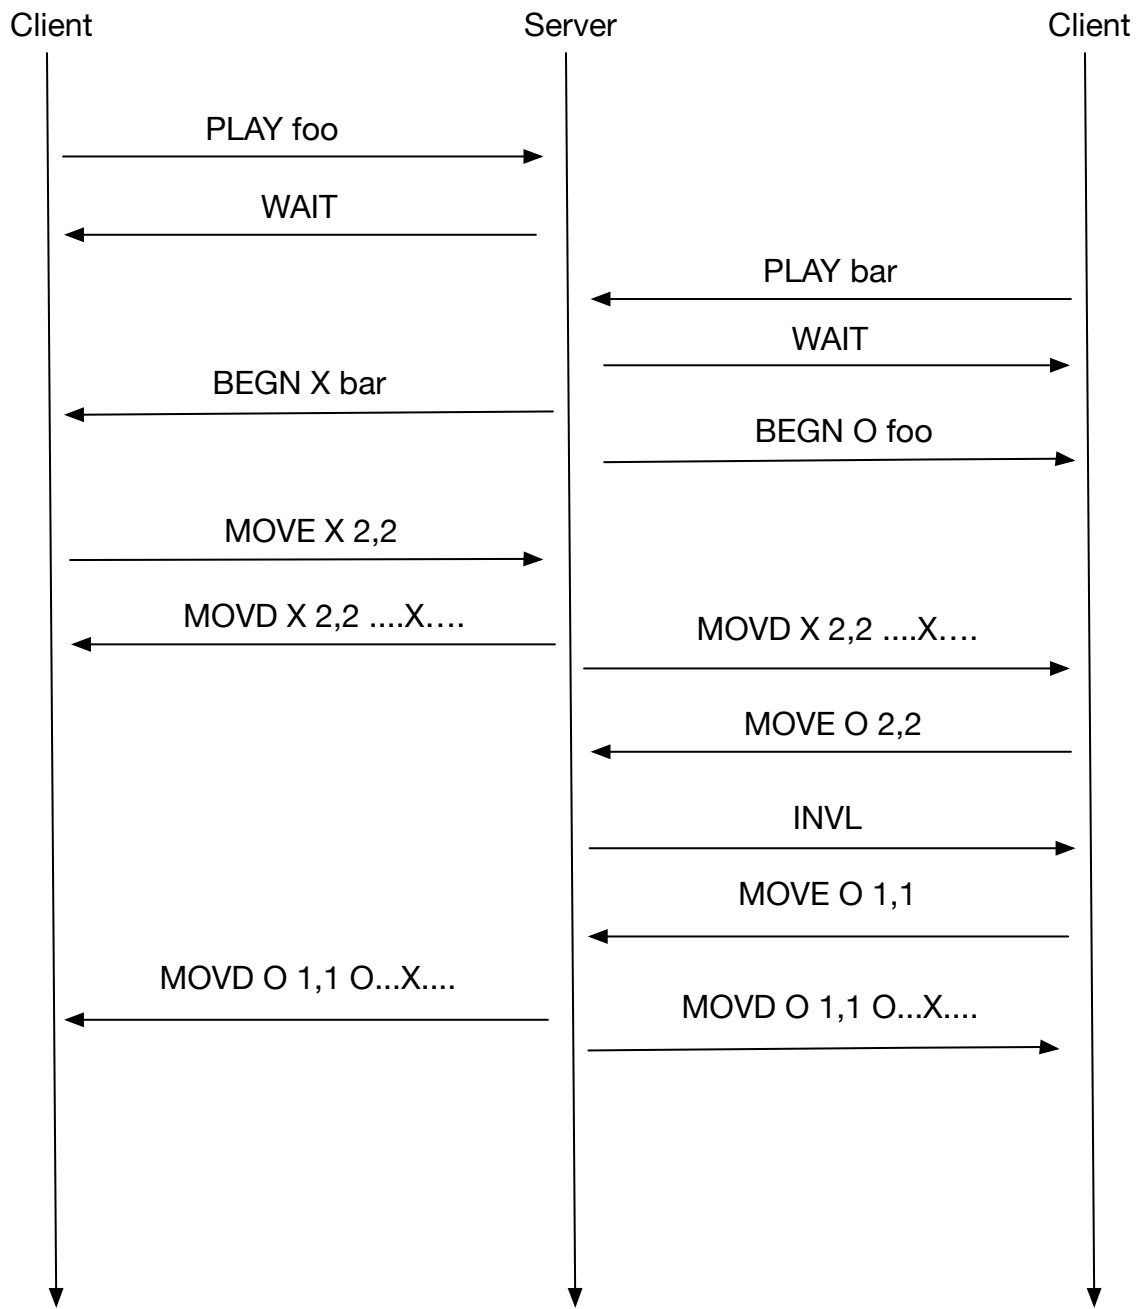 Client
Server
Client
PLAY foo
WAIT
PLAY bar
WAIT
BEGN X bar
BEGN O foo
MOVE X 2,2
MOVD X 2,2 ....X….
MOVD X 2,2 ....X….
MOVE O 2,2
INVL
MOVE O 1,1
MOVD O 1,1 O...X....
MOVD O 1,1 O...X....